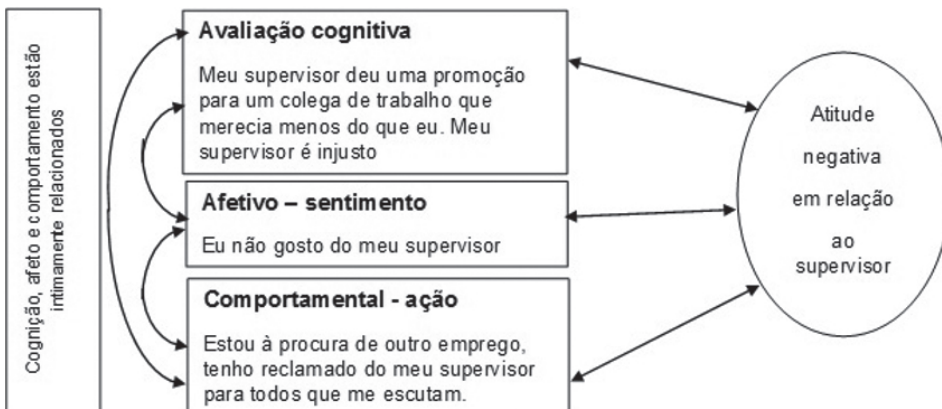 Cognição, afeto e comportamento estão
intimamente relacionados
Avaliação cognitiva
Meu supervisor deu uma promoção
para um colega de trabalho que
merecia menos do que eu. Meu
supervisor é injusto
Afetivo – sentimento
Eu não gosto do meu supervisor
Comportamental - ação
Estou à procura de outro emprego,
tenho reclamado do meu supervisor
para todos que me escutam.
Atitude
negativa
em relação
ao
supervisor